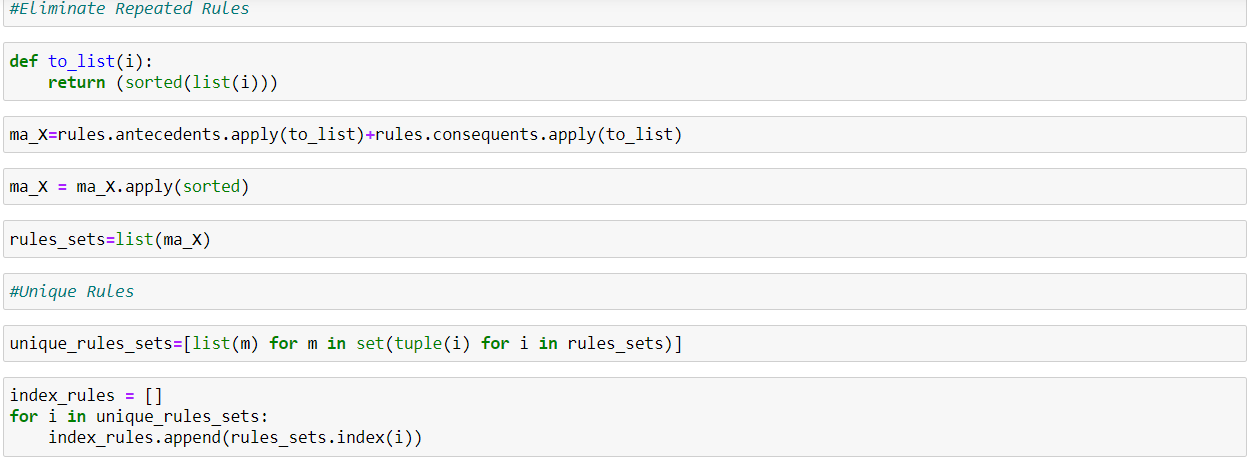 #Eliminate Repeated Rules
def to_list(i):
    return (sorted(list(i)))
ma_X=rules.antecedents.apply(to_list)+rules.consequents.apply(to_list)
ma_X = ma_X.apply(sorted)
rules_sets=list(ma_X)
#Unique Rules
unique_rules_sets=[list(m) for m in set(tuple(i) for i in rules_sets)]
index_rules = []
for i in unique_rules_sets:
    index_rules.append(rules_sets.index(i))